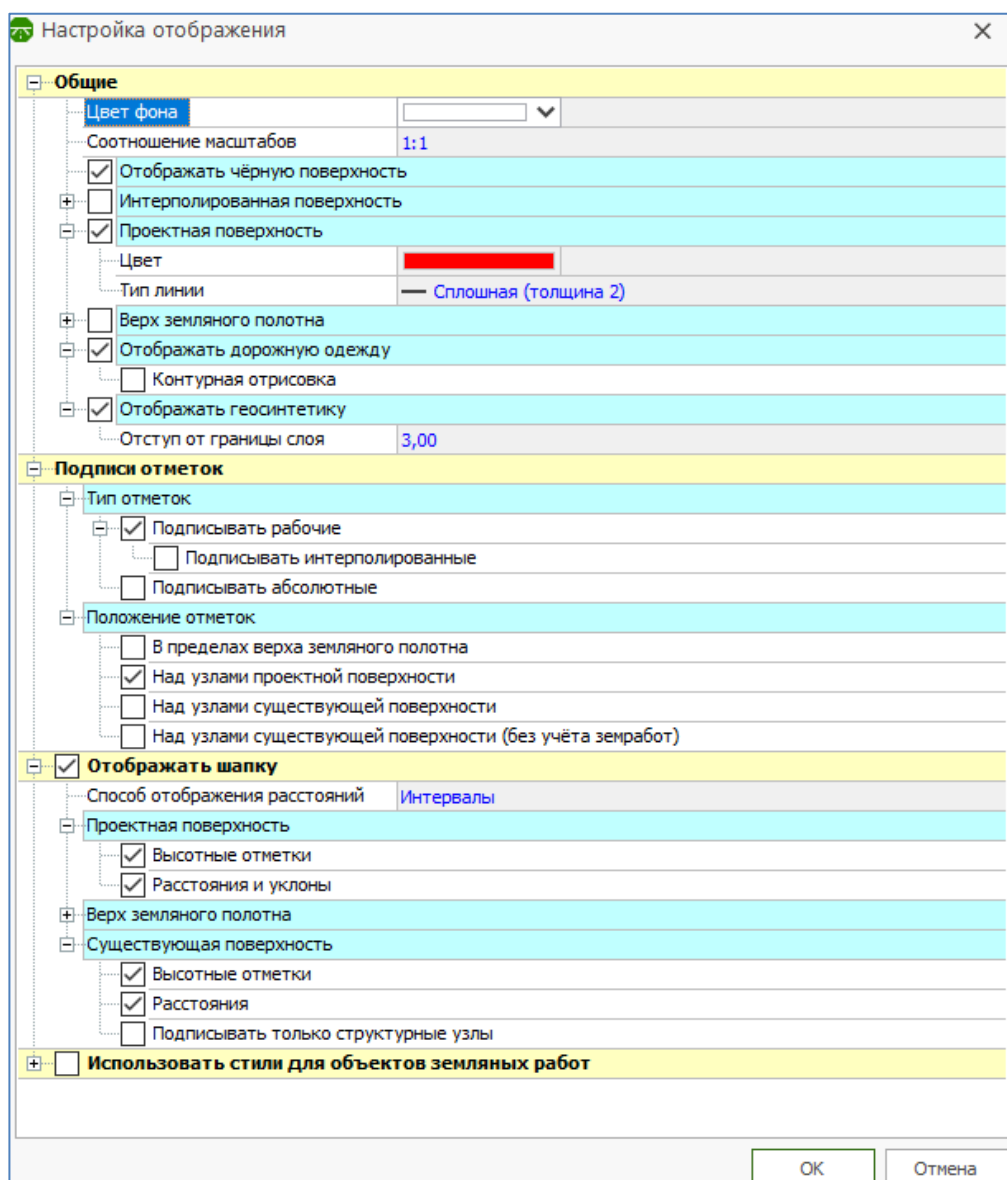 Настройка отображения
Общие
Цвет фона
Соотношение масштабов 1:1
Отображать чёрную поверхность
Интерполированная поверхность
Проектная поверхность
Цвет
Тип линии Сплошная (толщина 2)
Верх земляного полотна
Отображать дорожную одежду
Контурная отрисовка
Отображать геосинтетику
Отступ от границы слоя 3,00
Подписи отметок
Тип отметок
Подписывать рабочие
Подписывать интерполированные
Подписывать абсолютные
Положение отметок
В пределах верха земляного полотна
Над узлами проектной поверхности
Над узлами существующей поверхности
Над узлами существующей поверхности (без учёта земработ)
Отображать шапку
Способ отображения расстояний Интервалы
Проектная поверхность
Высотные отметки
Расстояния и уклоны
Верх земляного полотна
Существующая поверхность
Высотные отметки
Расстояния
Подписывать только структурные узлы
Использовать стили для объектов земляных работ
ОК Отмена